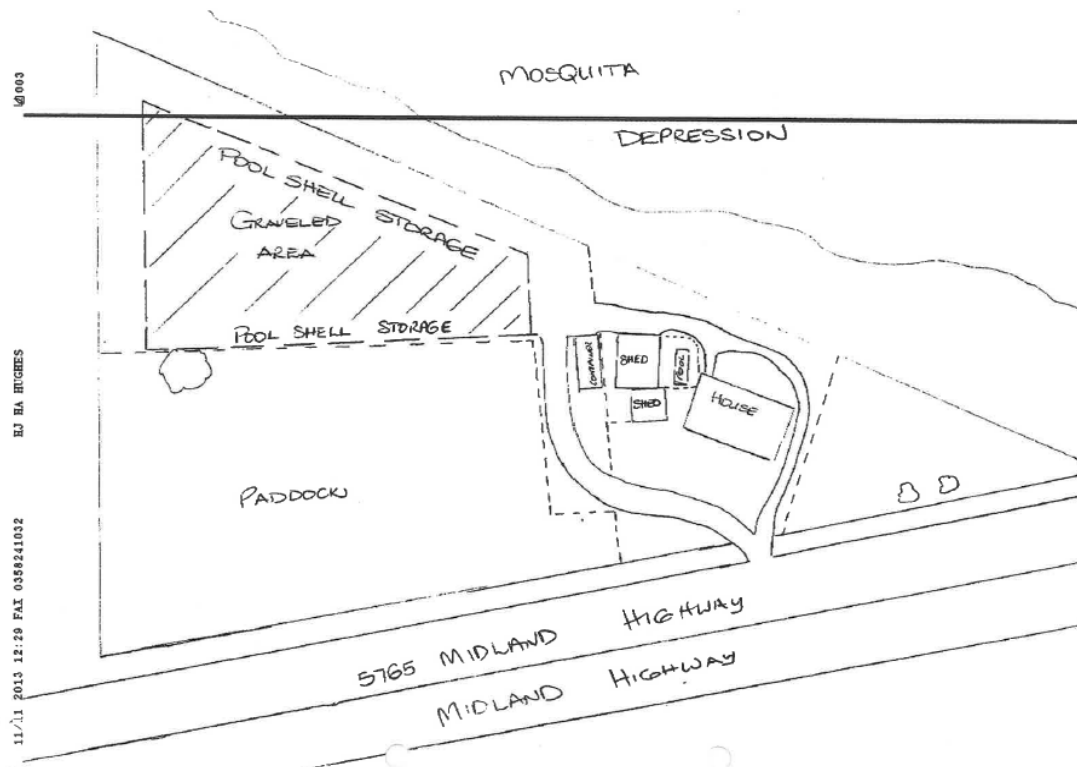 MOSQUITA
DEPRESSION
POOL SHELL STORAGE
GRAVELED
AREA
POOL SHELL STORAGE
CONTAINER
SHED
POOL
SHED
HOUSE
PADDOCK
5765 MIDLAND HIGHWAY
MIDLAND HIGHWAY
11/11 2013 12:29 FAX 0358241032 HJ HA HUGHES 003